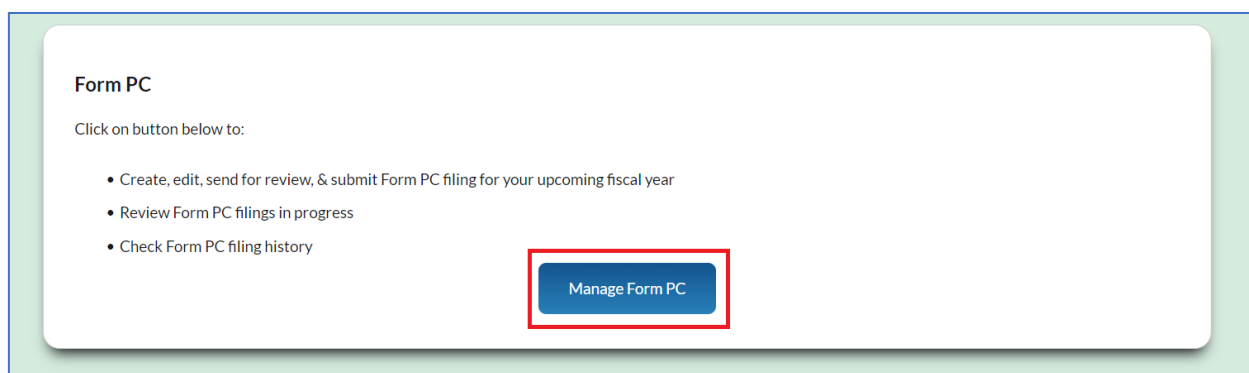 Form PC
Click on button below to:
• Create, edit, send for review, & submit Form PC filing for your upcoming fiscal year
• Review Form PC filings in progress
• Check Form PC filing history
Manage Form PC